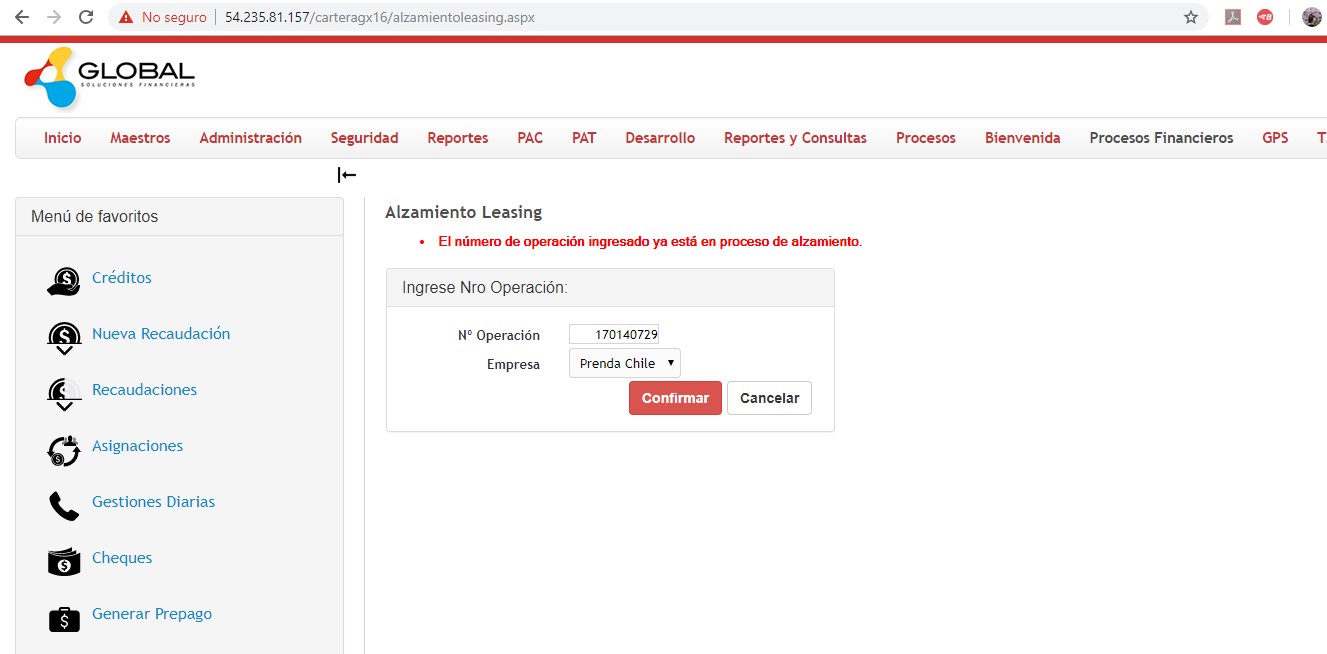 No seguro | 54.235.81.157/carteragx16/alzamientoleasing.aspx
GLOBAL
SOLUCIONES FINANCIERAS
Inicio Maestros Administración Seguridad Reportes PAC PAT Desarrollo Reportes y Consultas Procesos Bienvenida Procesos Financieros GPS T
Menú de favoritos
Créditos
Nueva Recaudación
Recaudaciones
Asignaciones
Gestiones Diarias
Cheques
Generar Prepago
Alzamiento Leasing
• El número de operación ingresado ya está en proceso de alzamiento.
Ingrese Nro Operación:
Nº Operación 170140729
Empresa Prenda Chile
Confirmar Cancelar